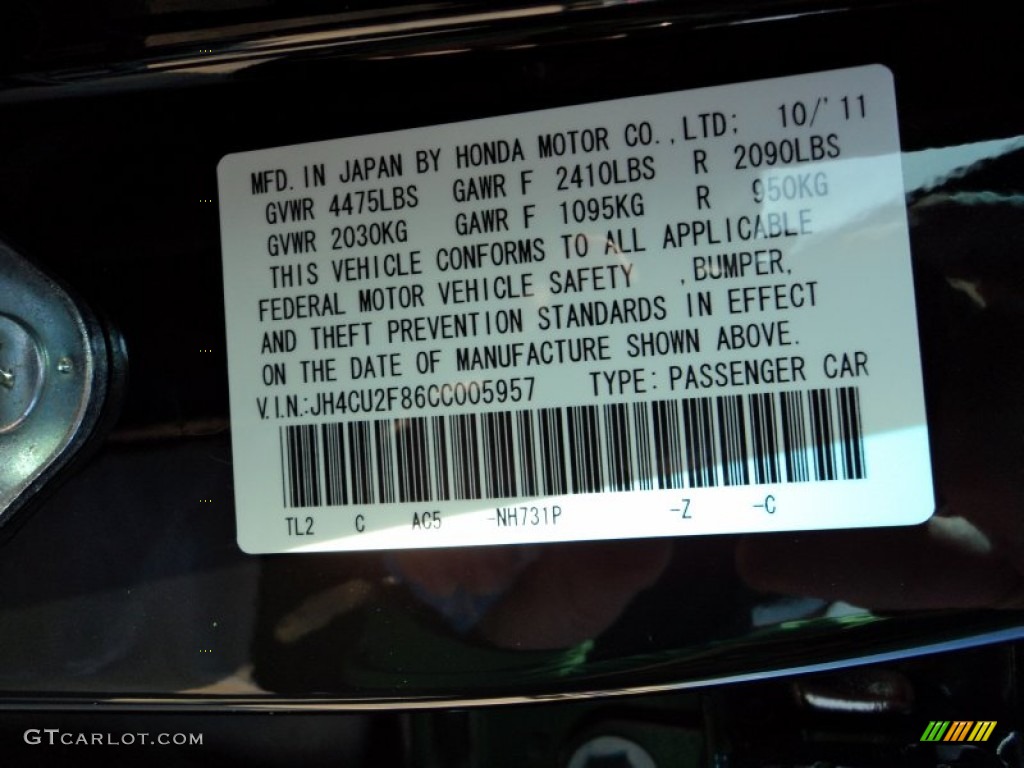 MFD. IN JAPAN BY HONDA MOTOR CO., LTD; 10/'11
GVWR 4475LBS GAWR F 2410LBS R 2090LBS
GVWR 2030KG GAWR F 1095KG R 950KG
THIS VEHICLE CONFORMS TO ALL APPLICABLE
FEDERAL MOTOR VEHICLE SAFETY ,BUMPER,
AND THEFT PREVENTION STANDARDS IN EFFECT
ON THE DATE OF MANUFACTURE SHOWN ABOVE.
V.I.N.:JH4CU2F86CC005957 TYPE:PASSENGER CAR
TL2 C AC5 -NH731P -Z -C
GTCARLOT.COM